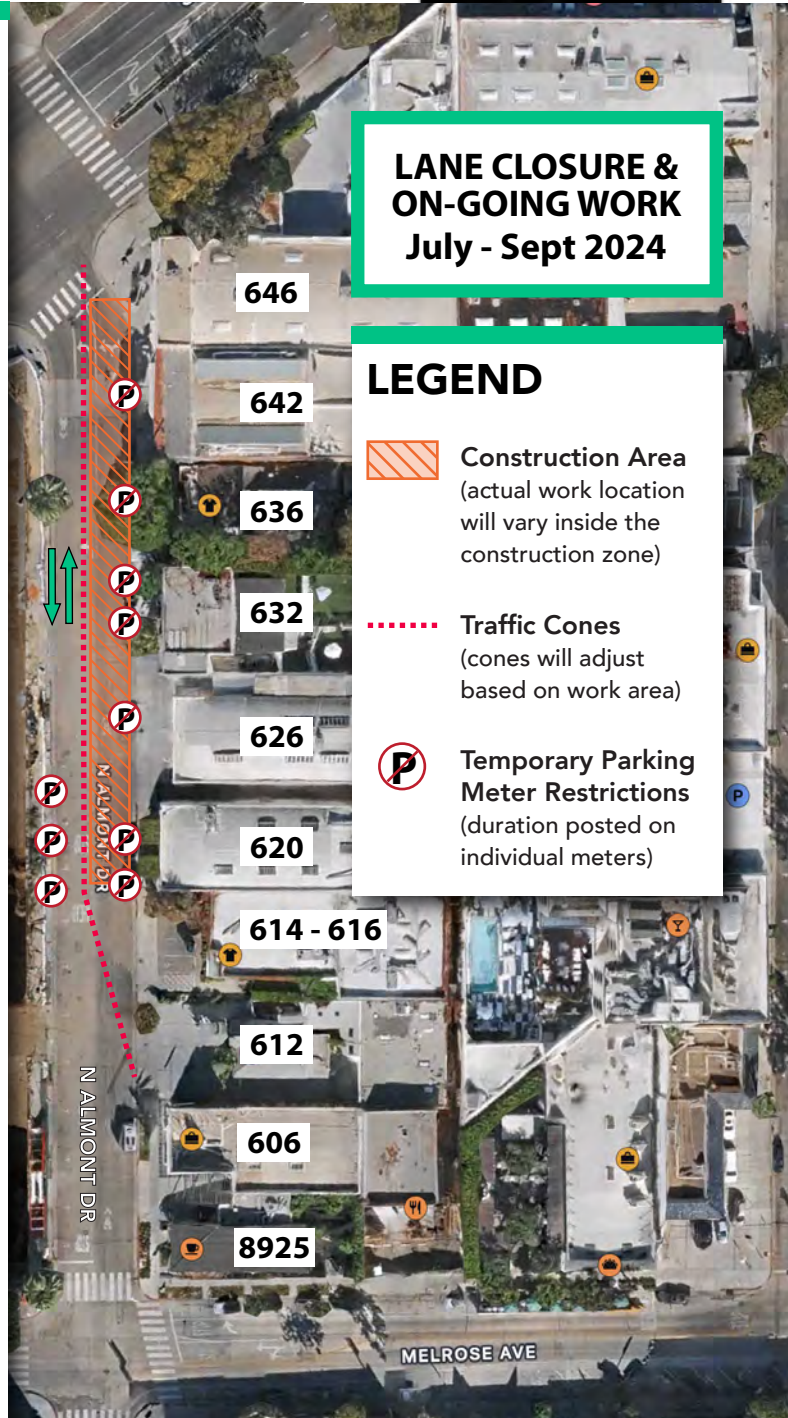 LANE CLOSURE &
ON-GOING WORK
July - Sept 2024
LEGEND
Construction Area
(actual work location
will vary inside the
construction zone)
Traffic Cones
(cones will adjust
based on work area)
P
Temporary Parking
Meter Restrictions
(duration posted on
individual meters)
646
642
P
636
P
632
P
P
626
P
P
620
P
P
P
P
614 - 616
612
606
8925
N ALMONT DR
N ALMONT DR
MELROSE AVE
P